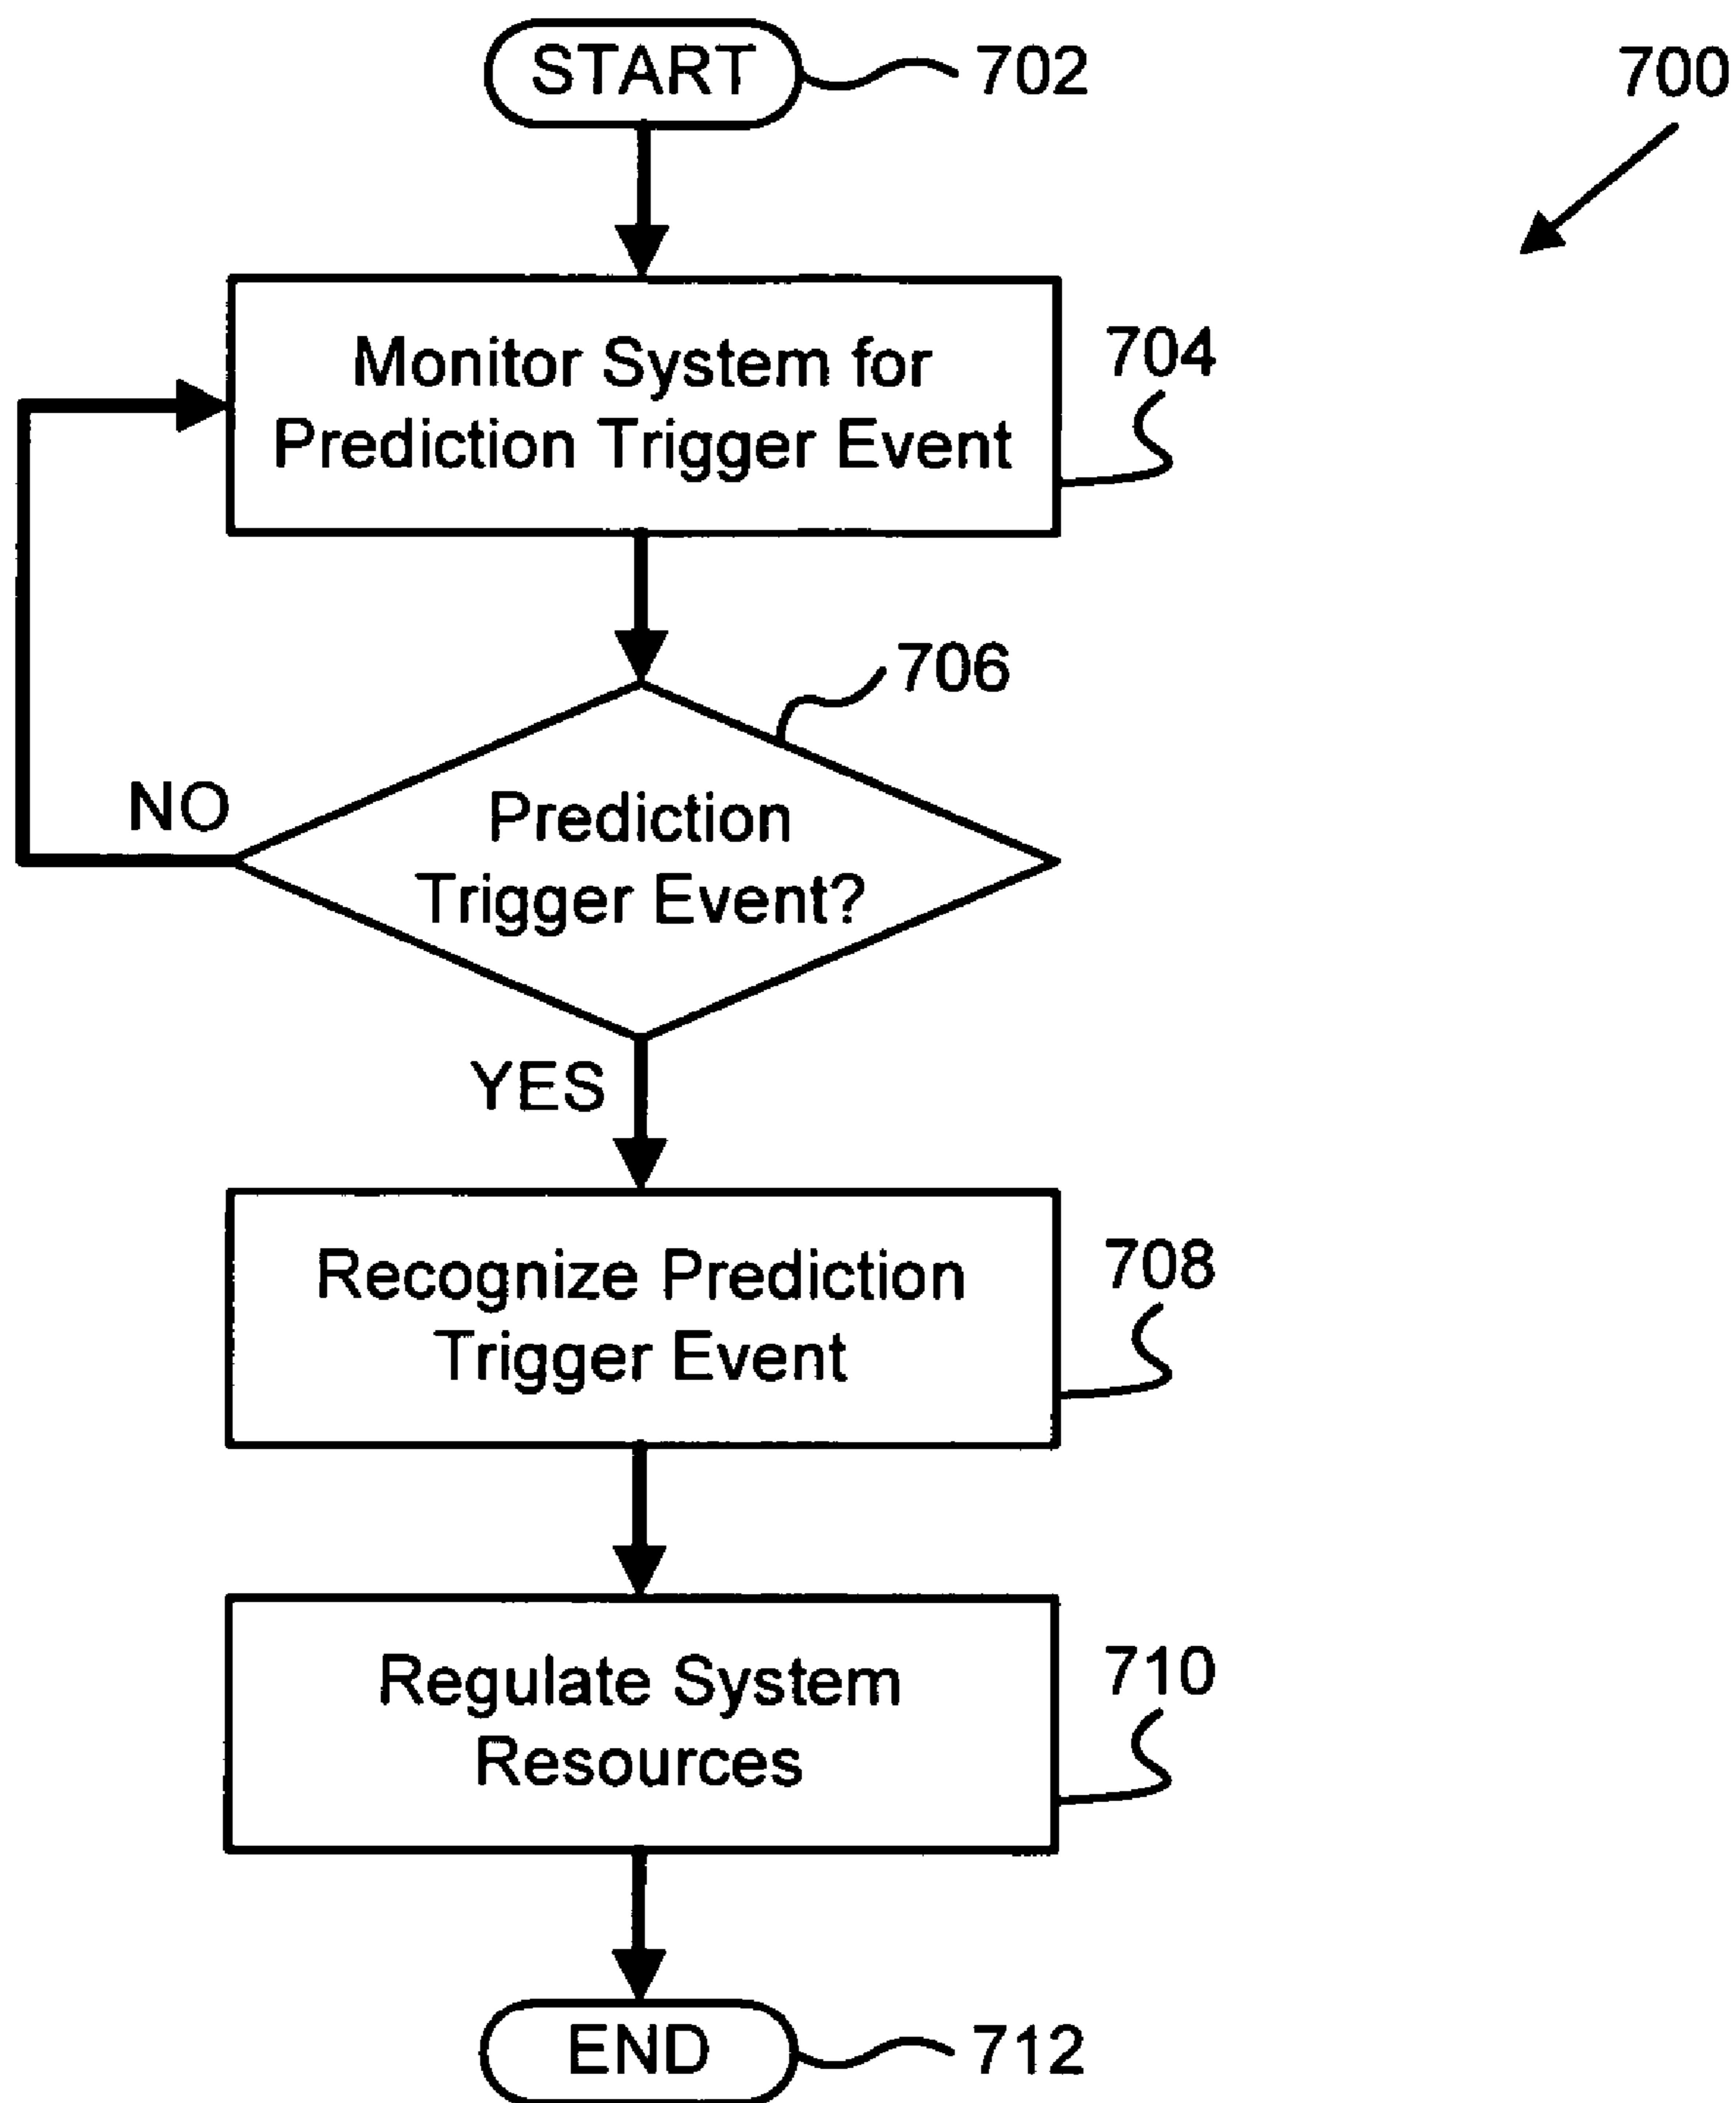 START
702
700
Monitor System for
Prediction Trigger Event
704
706
NO
Prediction
Trigger Event?
YES
Recognize Prediction
Trigger Event
708
Regulate System
Resources
710
END
712